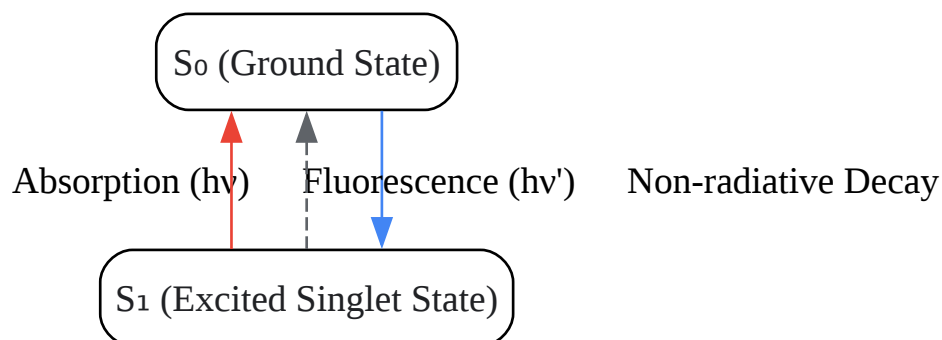 S₀ (Ground State)
Absorption (hν) Fluorescence (hν') Non-radiative Decay
S₁ (Excited Singlet State)